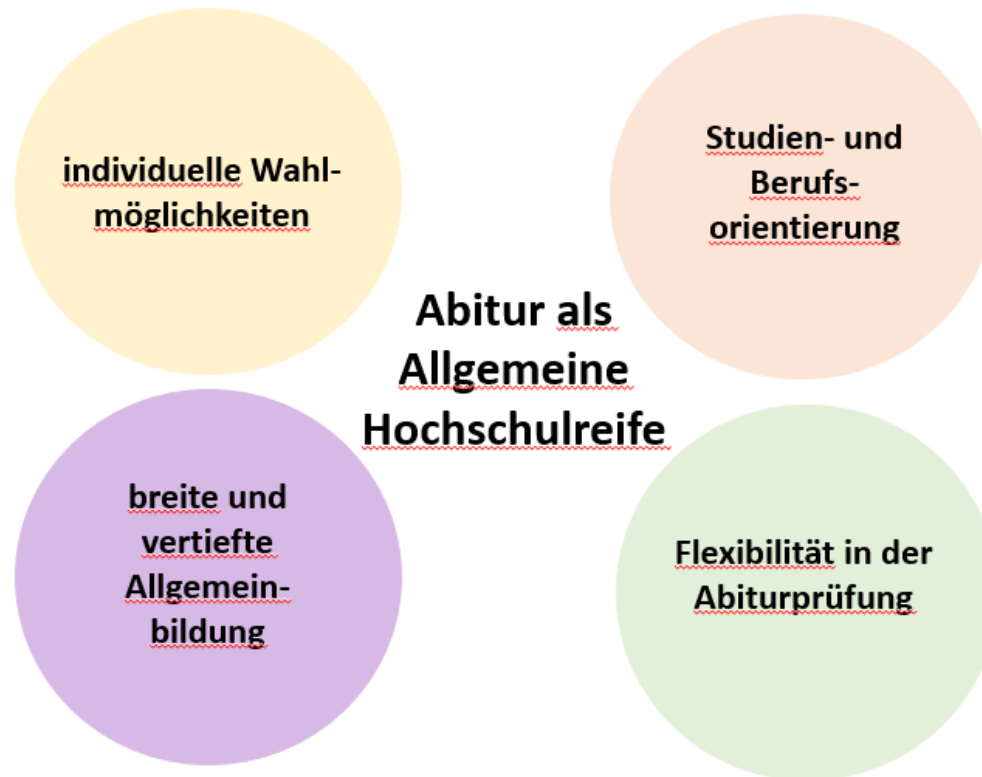 individuelle Wahl-
möglichkeiten
Studien- und
Berufs-
orientierung
Abitur als
Allgemeine
Hochschulreife
breite und
vertiefte
Allgemein-
bildung
Flexibilität in der
Abiturprüfung